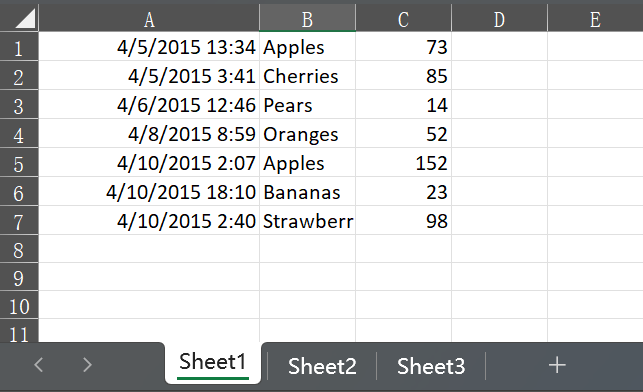 A B C D E
1 4/5/2015 13:34 Apples 73
2 4/5/2015 3:41 Cherries 85
3 4/6/2015 12:46 Pears 14
4 4/8/2015 8:59 Oranges 52
5 4/10/2015 2:07 Apples 152
6 4/10/2015 18:10 Bananas 23
7 4/10/2015 2:40 Strawberr 98
8
9
10
11
Sheet1 Sheet2 Sheet3 +